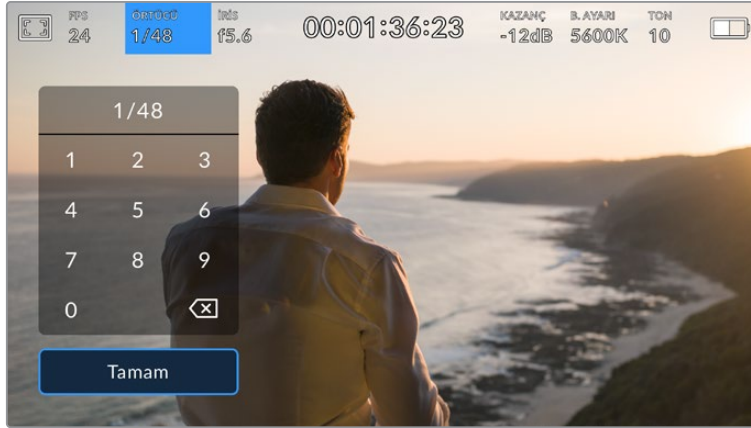 FPS ÖRTÜCÜ İRİS KAZANÇ B. AYARI TON
24 1/48 f5.6 00:01:36:23 -12dB 5600K 10
1/48
1 2 3
4 5 6
7 8 9
0
Tamam